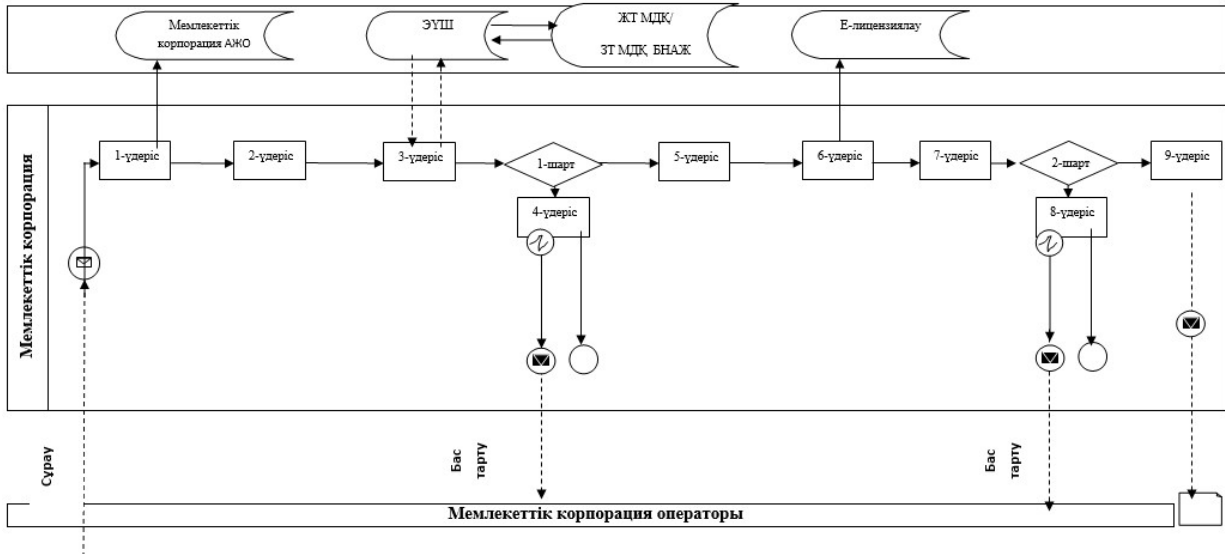 Мемлекеттік
корпорация АЖО
ЭҮШ
ЖТ МДҚ/
ЗТ МДҚ БНАЖ
Е-лицензиялау
Мемлекеттік корпорация
1-үдеріс
2-үдеріс
3-үдеріс
1-шарт
5-үдеріс
6-үдеріс
7-үдеріс
2-шарт
9-үдеріс
4-үдеріс
8-үдеріс
Сұрау
Бас
тарту
Бас
тарту
Мемлекеттік корпорация операторы